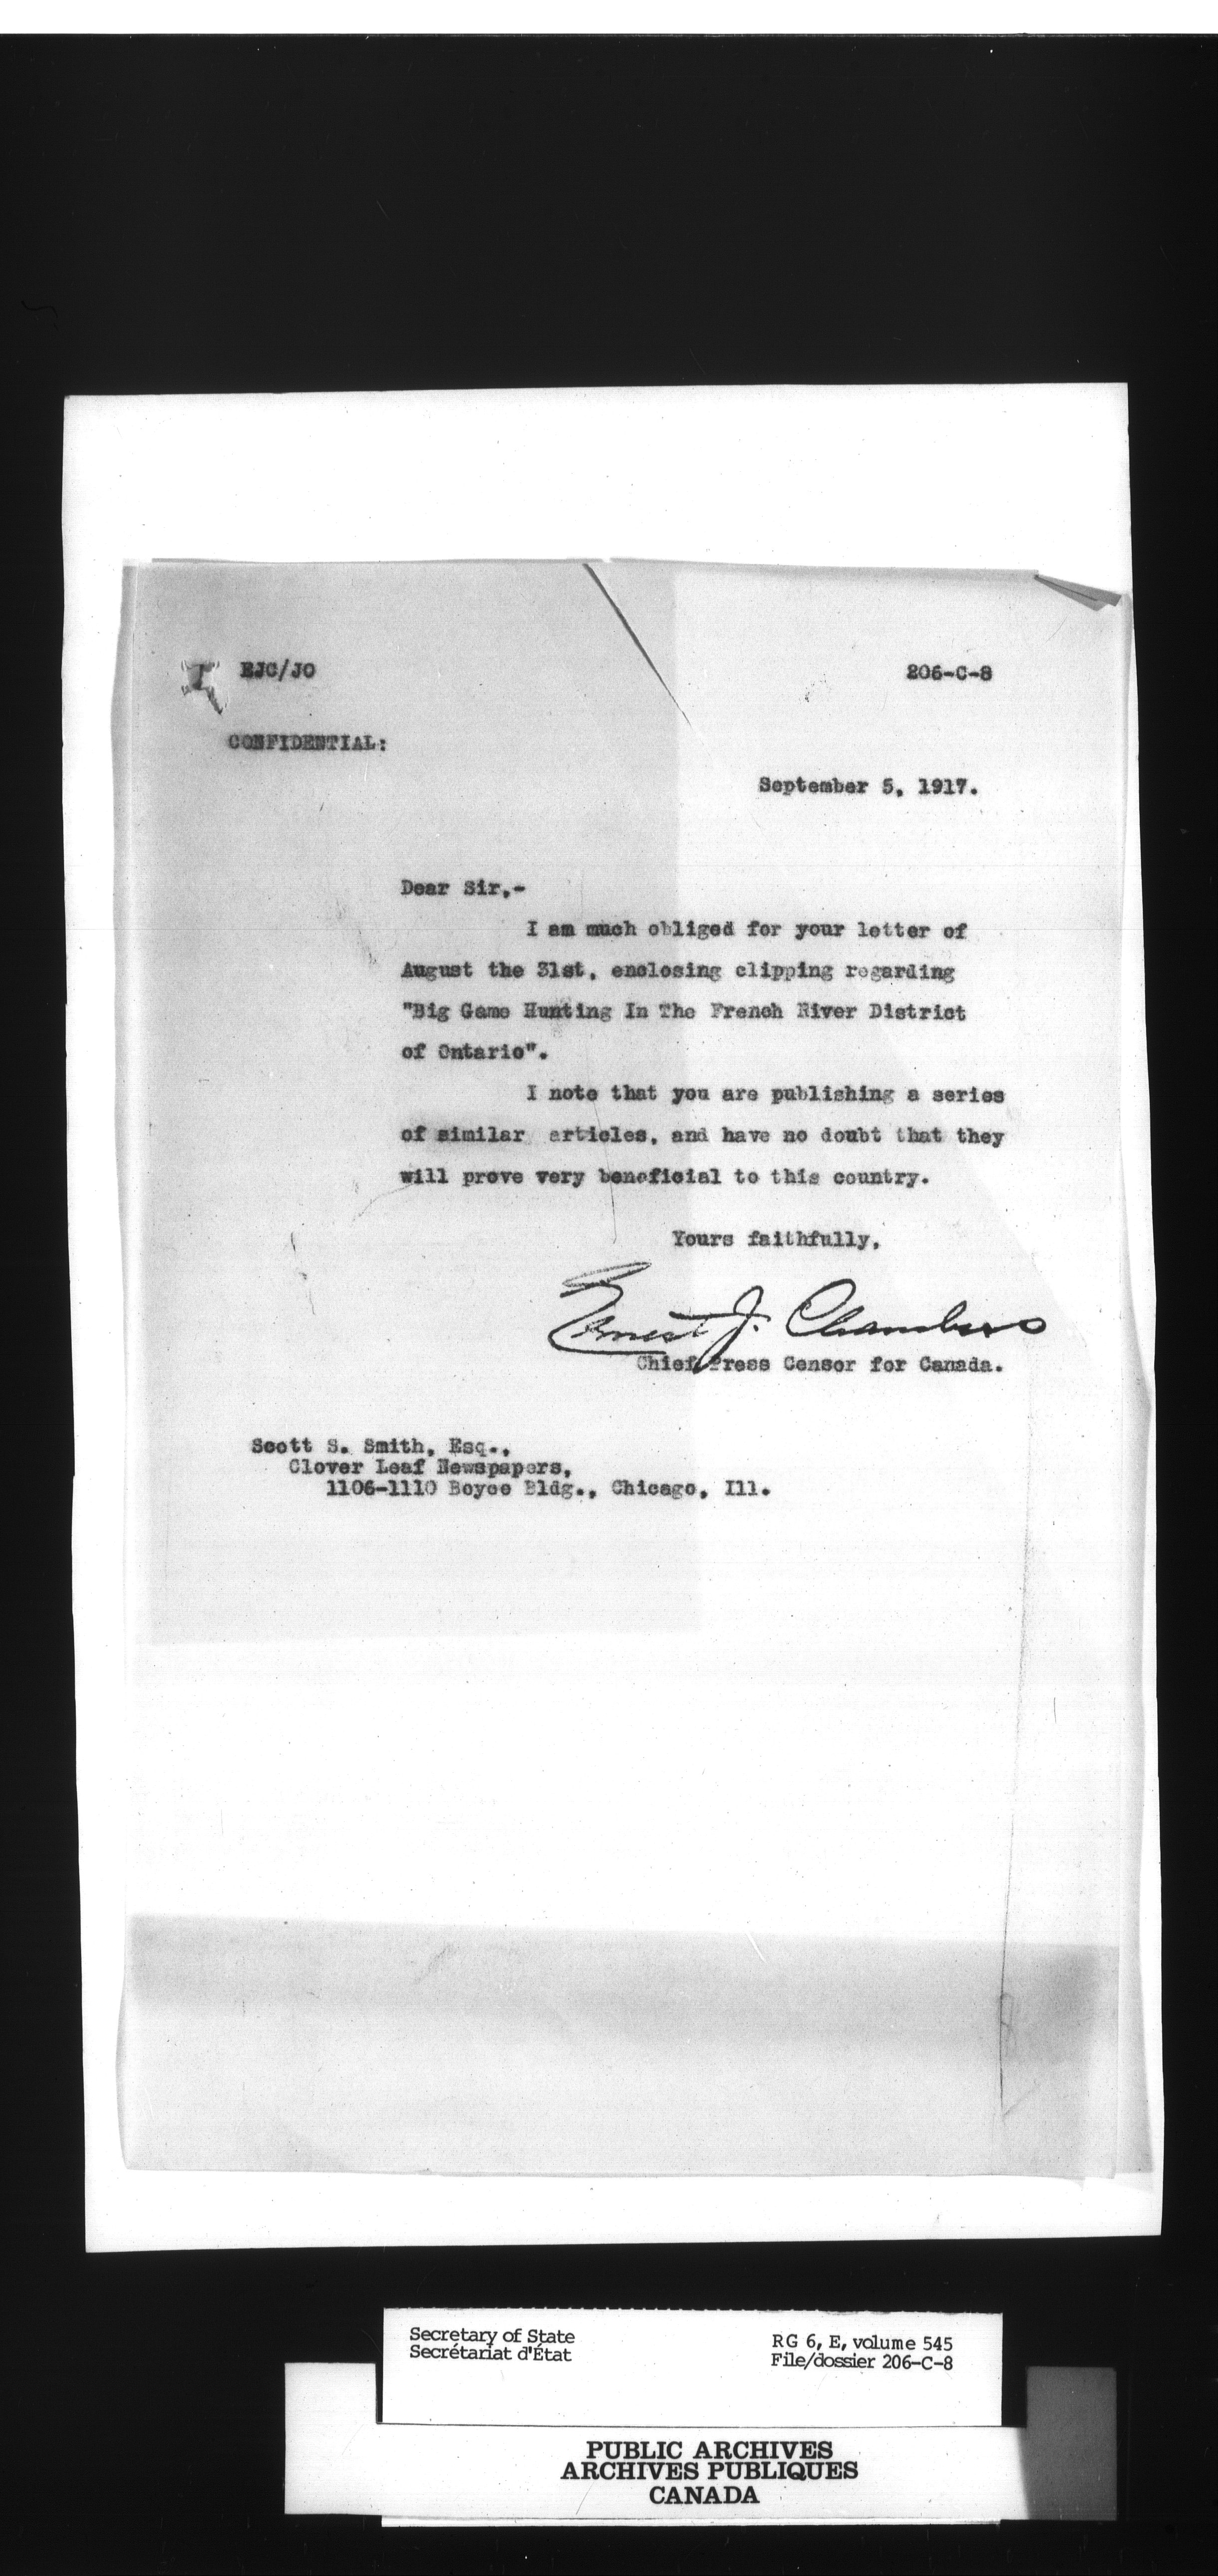 EJC/JO 206-C-8
CONFIDENTIAL:
September 5, 1917.
Dear Sir,-
I am much obliged for your letter of
August the 31st, enclosing clipping regarding
"Big Game Hunting In The French River District
of Ontario".
I note that you are publishing a series
of similar articles, and have no doubt that they
will prove very beneficial to this country.
Yours faithfully,
Ernest J. Chambers
Chief Press Censor for Canada.
Scott S. Smith, Esq.,
Clover Leaf Newspapers,
1106-1110 Boyce Bldg., Chicago, Ill.
Secretary of State RG 6, E, volume 545
Secrétariat d'État File/dossier 206-C-8
PUBLIC ARCHIVES
ARCHIVES PUBLIQUES
CANADA